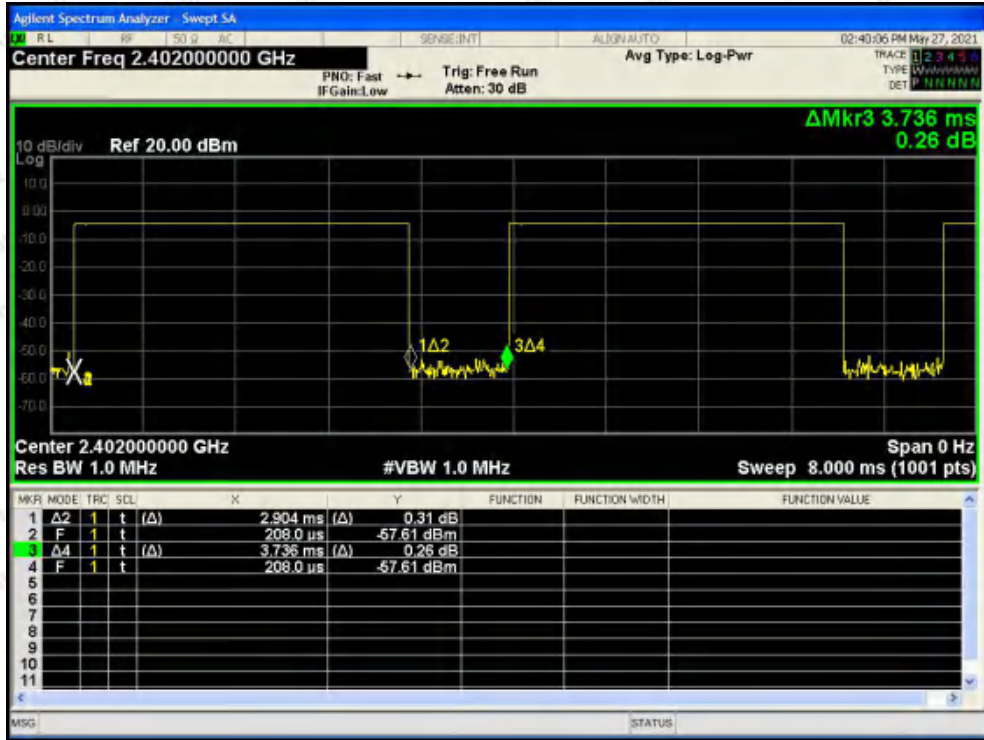 Agilent Spectrum Analyzer - Swept SA
LXI RL RF 50 Ω AC SENSE:INT ALIGN AUTO 02:40:06 PM May 27, 2021
Center Freq 2.402000000 GHz Avg Type: Log-Pwr TRACE 1 2 3 4 5 6
PNO: Fast Trig: Free Run TYPE
IFGain:Low Atten: 30 dB DET P N N N N N
ΔMkr3 3.736 ms
10 dB/div Ref 20.00 dBm 0.26 dB
Log
10.0
0.00
-10.0
-20.0
-30.0
-40.0
-50.0 1Δ2 3Δ4
-60.0
-70.0
Center 2.402000000 GHz Span 0 Hz
Res BW 1.0 MHz #VBW 1.0 MHz Sweep 8.000 ms (1001 pts)
MKR MODE TRC SCL X Y FUNCTION FUNCTION WIDTH FUNCTION VALUE
1 Δ2 1 t (Δ) 2.904 ms (Δ) 0.31 dB
2 F 1 t 208.0 µs -57.61 dBm
3 Δ4 1 t (Δ) 3.736 ms (Δ) 0.26 dB
4 F 1 t 208.0 µs -57.61 dBm
5
6
7
8
9
10
11
MSG STATUS